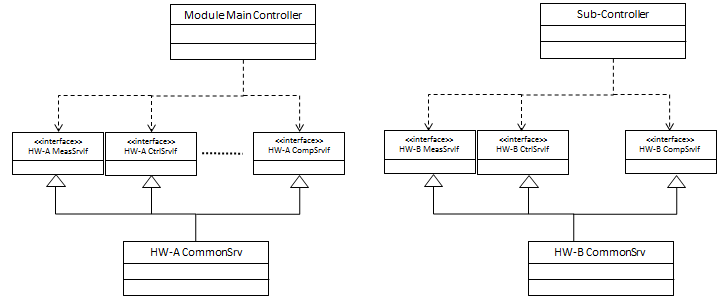 Module Main Controller
Sub-Controller
<<interface>>
HW-A MeasSrvIf
<<interface>>
HW-A CtrlSrvIf
<<interface>>
HW-A CompSrvIf
<<interface>>
HW-B MeasSrvIf
<<interface>>
HW-B CtrlSrvIf
<<interface>>
HW-B CompSrvIf
HW-A CommonSrv
HW-B CommonSrv